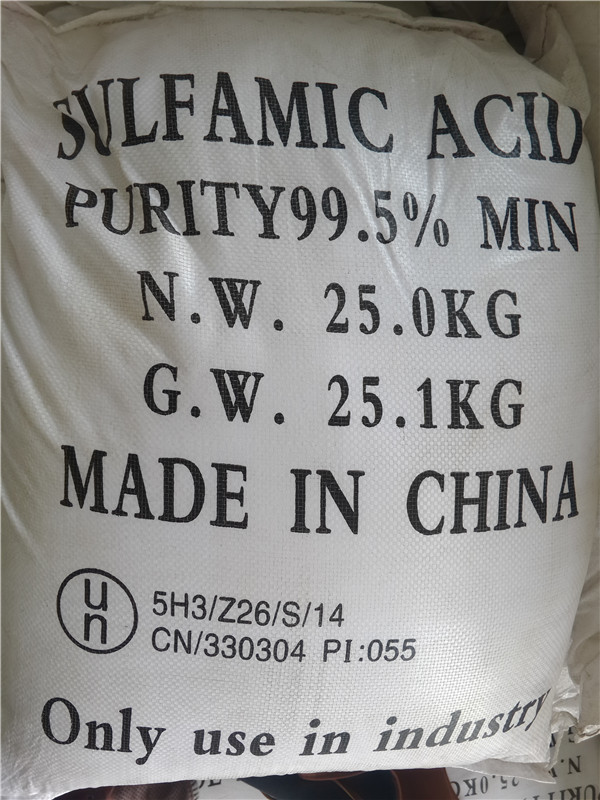 SULFAMIC ACID
PURITY99.5% MIN
N.W. 25.0KG
G.W. 25.1KG
MADE IN CHINA
un
5H3/Z26/S/14
CN/330304 PI:055
Only use in industry